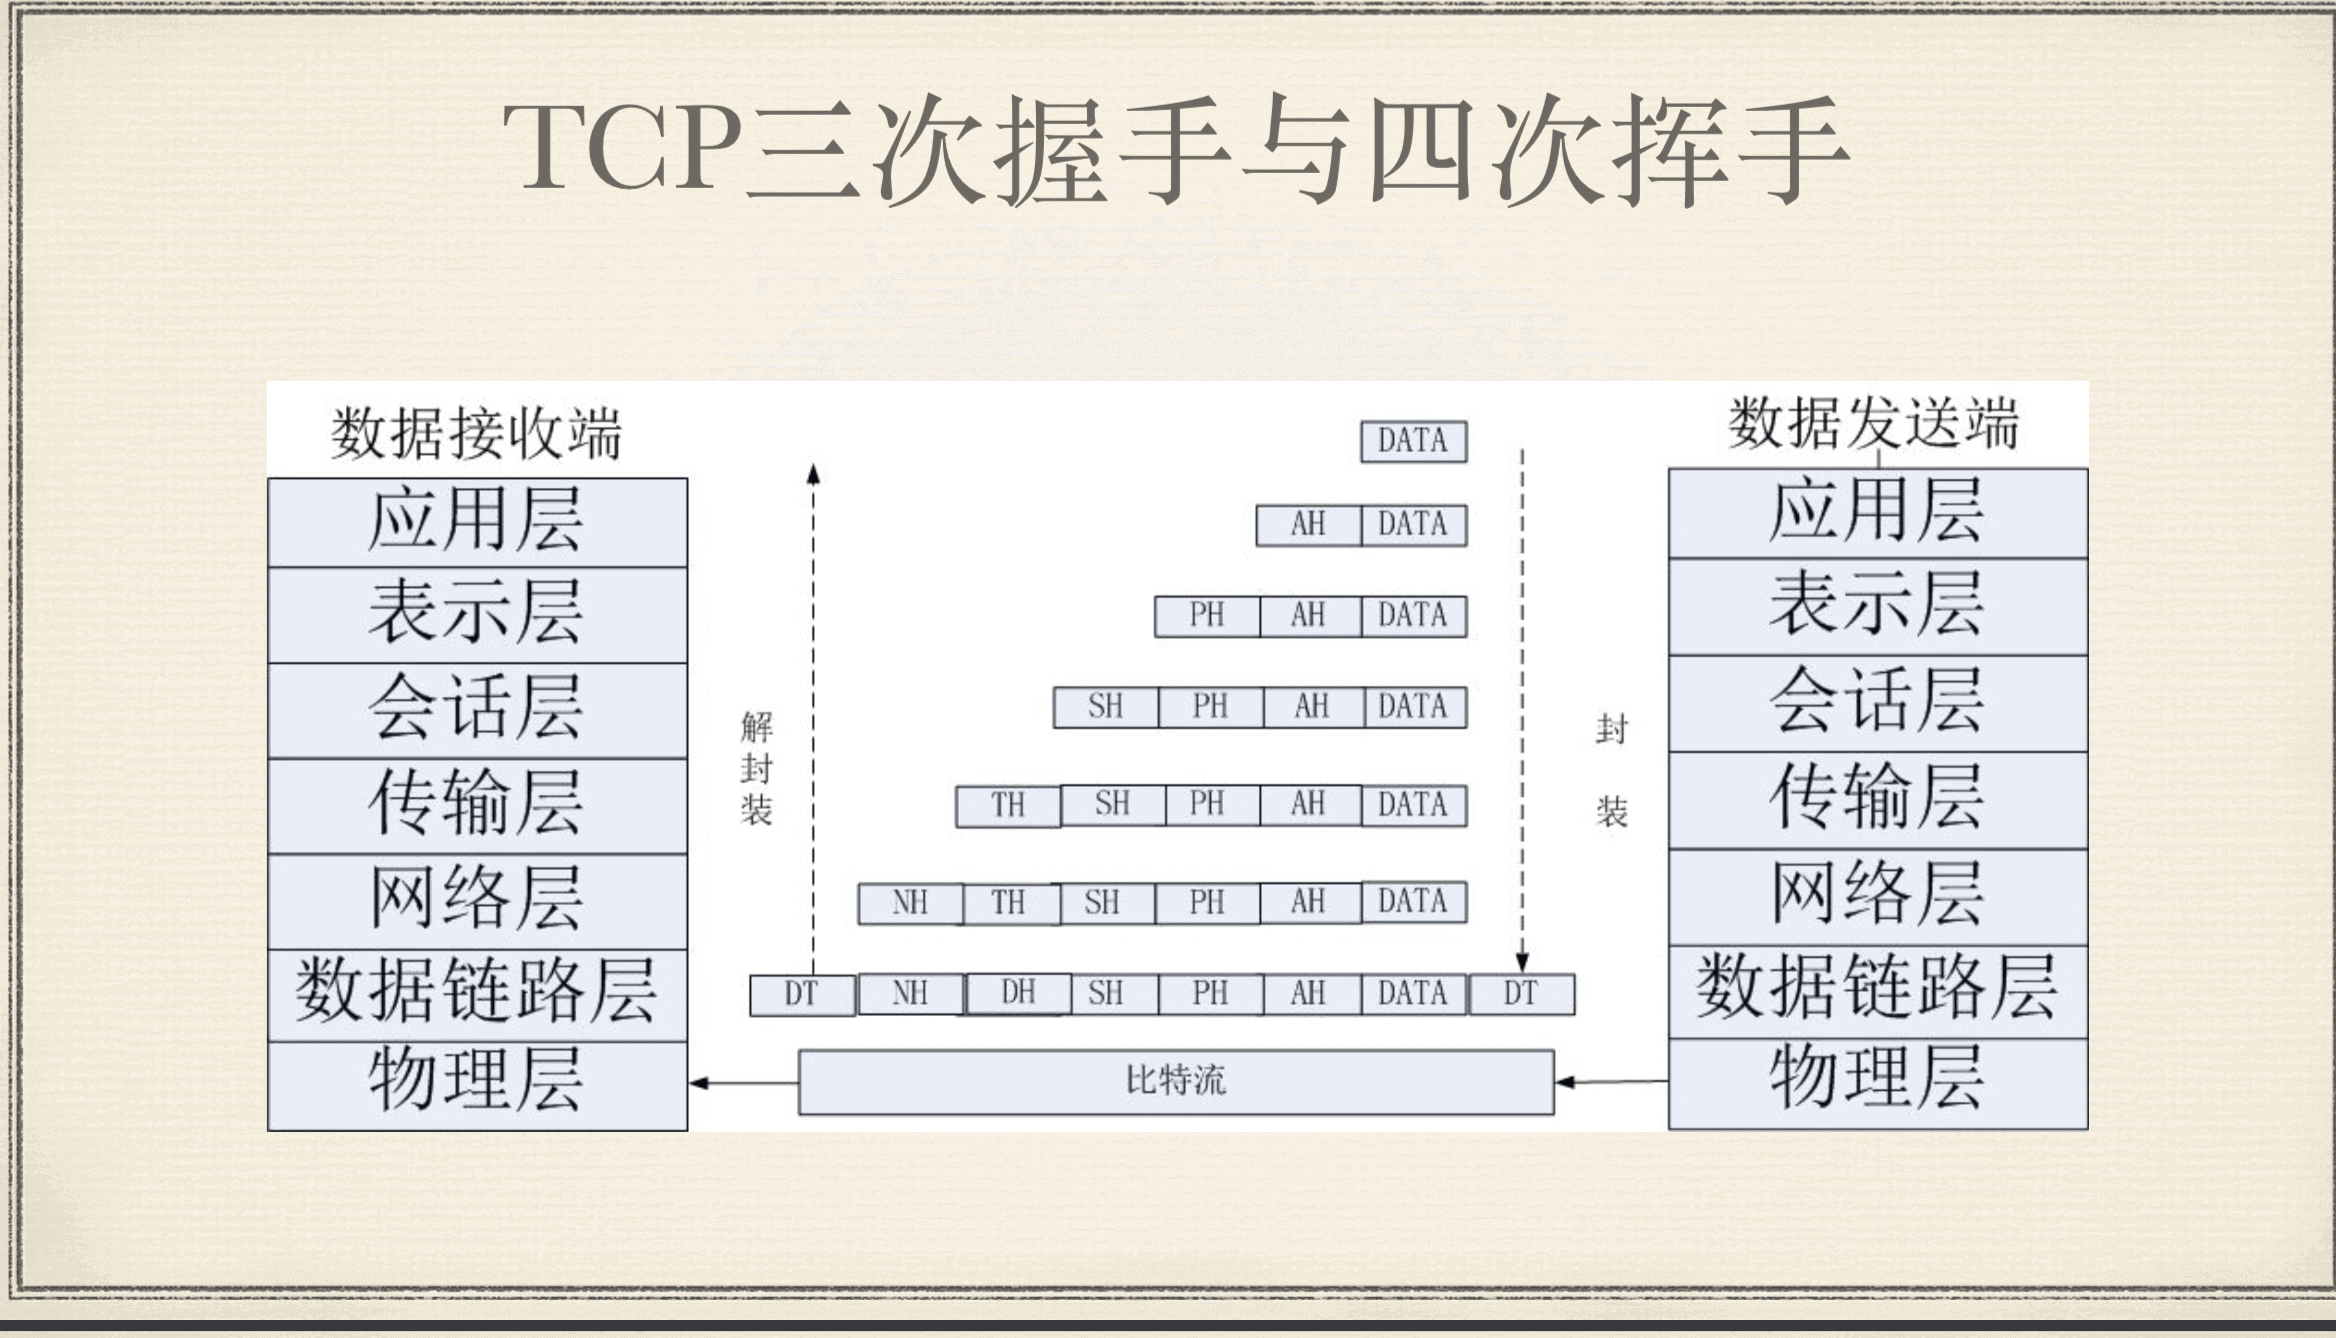 TCP三次握手与四次挥手
数据接收端
应用层
表示层
会话层
传输层
网络层
数据链路层
物理层
解封装
DATA
AH DATA
PH AH DATA
SH PH AH DATA
TH SH PH AH DATA
NH TH SH PH AH DATA
DT NH DH SH PH AH DATA DT
比特流
封装
数据发送端
应用层
表示层
会话层
传输层
网络层
数据链路层
物理层